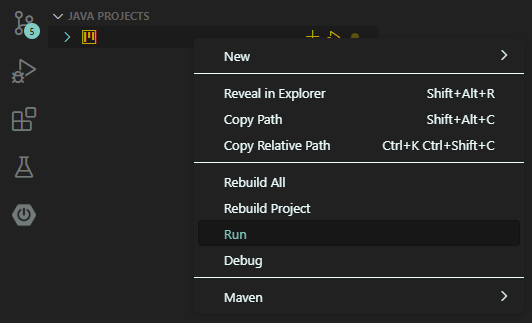 JAVA PROJECTS
5
New
Reveal in Explorer Shift+Alt+R
Copy Path Shift+Alt+C
Copy Relative Path Ctrl+K Ctrl+Shift+C
Rebuild All
Rebuild Project
Run
Debug
Maven